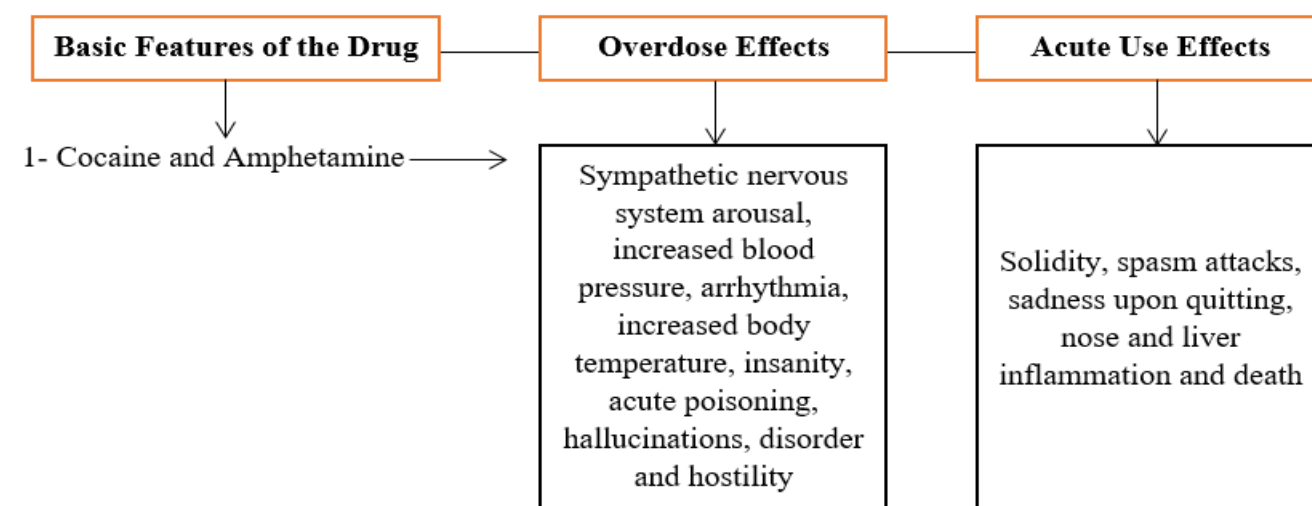 Basic Features of the Drug
Overdose Effects
Acute Use Effects
1- Cocaine and Amphetamine
Sympathetic nervous
system arousal,
increased blood
pressure, arrhythmia,
increased body
temperature, insanity,
acute poisoning,
hallucinations, disorder
and hostility
Solidity, spasm attacks,
sadness upon quitting,
nose and liver
inflammation and death